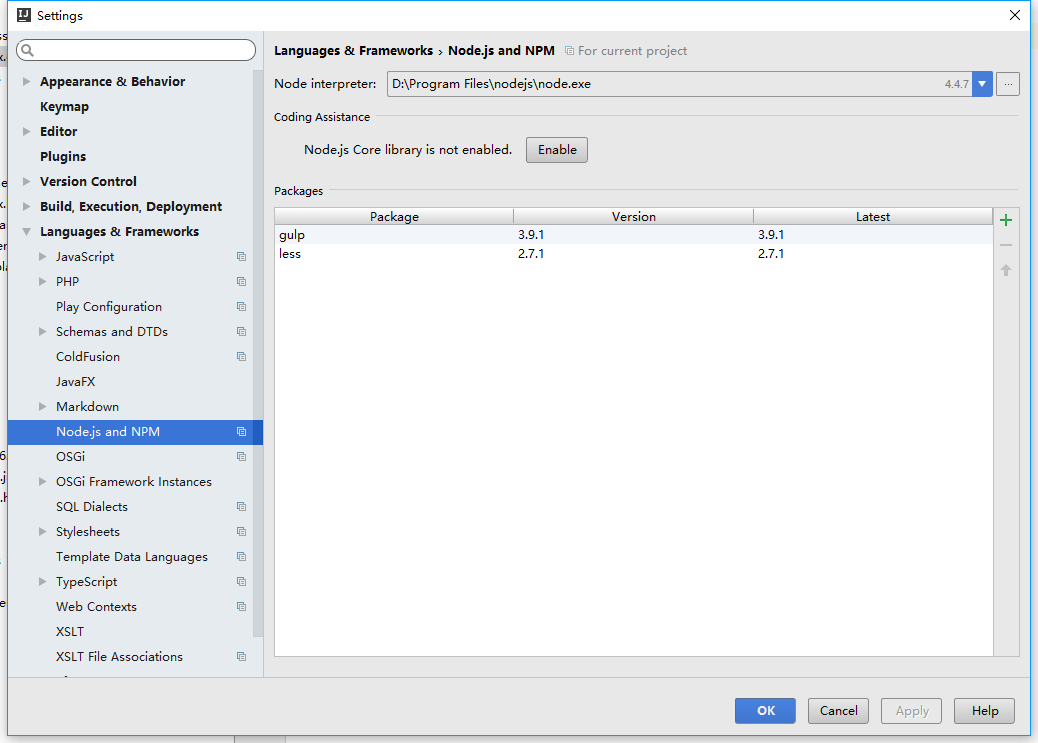 Settings
Appearance & Behavior
Keymap
Editor
Plugins
Version Control
Build, Execution, Deployment
Languages & Frameworks
JavaScript
PHP
Play Configuration
Schemas and DTDs
ColdFusion
JavaFX
Markdown
Node.js and NPM
OSGi
OSGi Framework Instances
SQL Dialects
Stylesheets
Template Data Languages
TypeScript
Web Contexts
XSLT
XSLT File Associations
Languages & Frameworks › Node.js and NPM For current project
Node interpreter: D:\Program Files\nodejs\node.exe 4.4.7 ...
Coding Assistance
Node.js Core library is not enabled. Enable
Packages
Package Version Latest
gulp 3.9.1 3.9.1
less 2.7.1 2.7.1
OK Cancel Apply Help